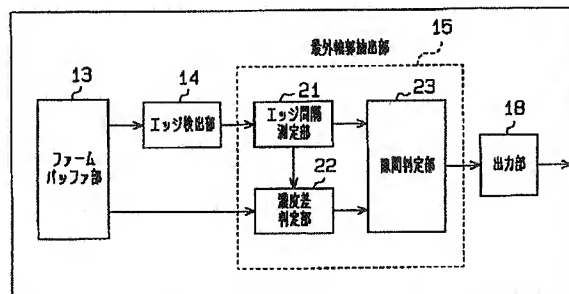 最外輪郭抽出部
15
13
14
21
23
18
ファーム
バッファ部
エッジ検出部
エッジ間隔
測定部
隙間判定部
出力部
22
濃度差
判定部